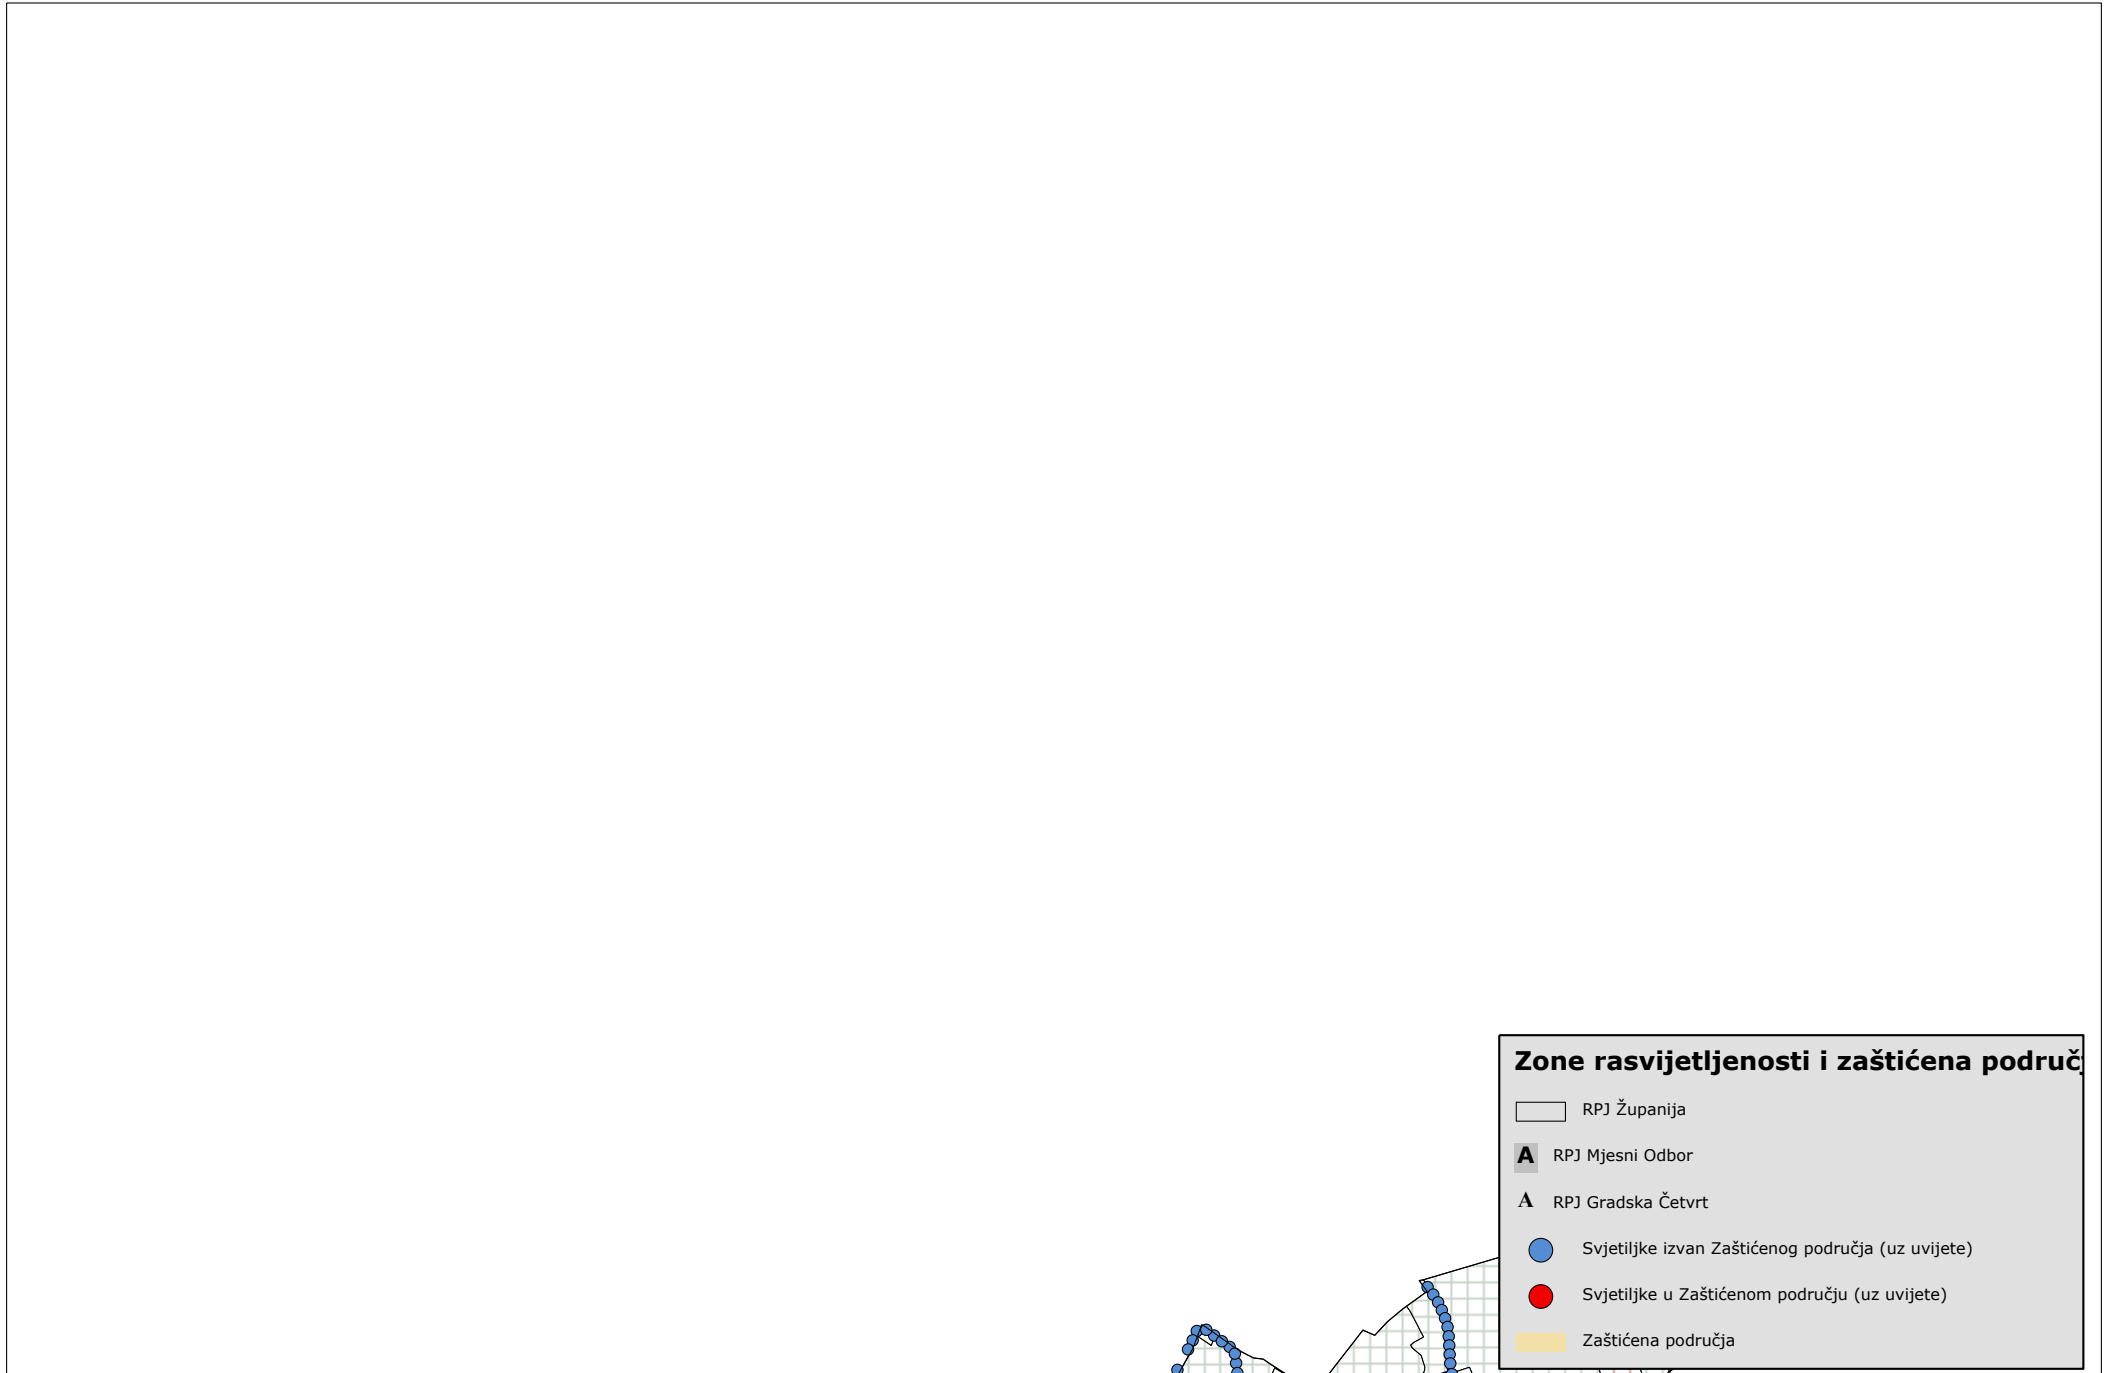 Zone rasvijetljenosti i zaštićena područj
RPJ Županija
A RPJ Mjesni Odbor
A RPJ Gradska Četvrt
Svjetiljke izvan Zaštićenog područja (uz uvijete)
Svjetiljke u Zaštićenom području (uz uvijete)
Zaštićena područja